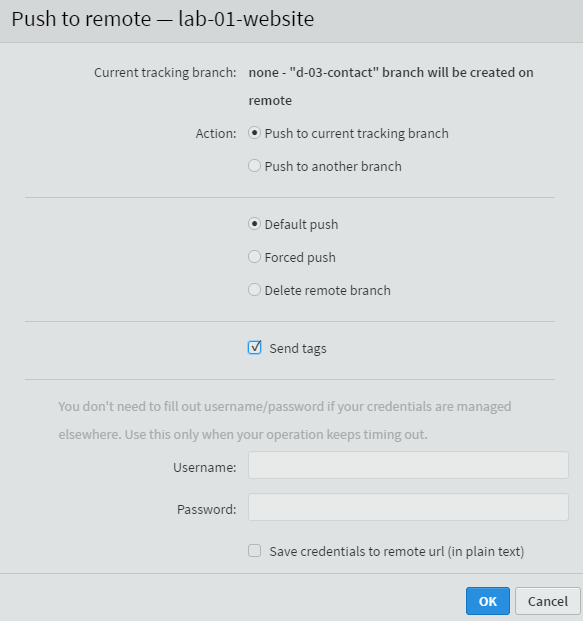 Push to remote — lab-01-website
Current tracking branch: none - "d-03-contact" branch will be created on
remote
Action: Push to current tracking branch
Push to another branch
Default push
Forced push
Delete remote branch
Send tags
You don't need to fill out username/password if your credentials are managed
elsewhere. Use this only when your operation keeps timing out.
Username:
Password:
Save credentials to remote url (in plain text)
OK Cancel